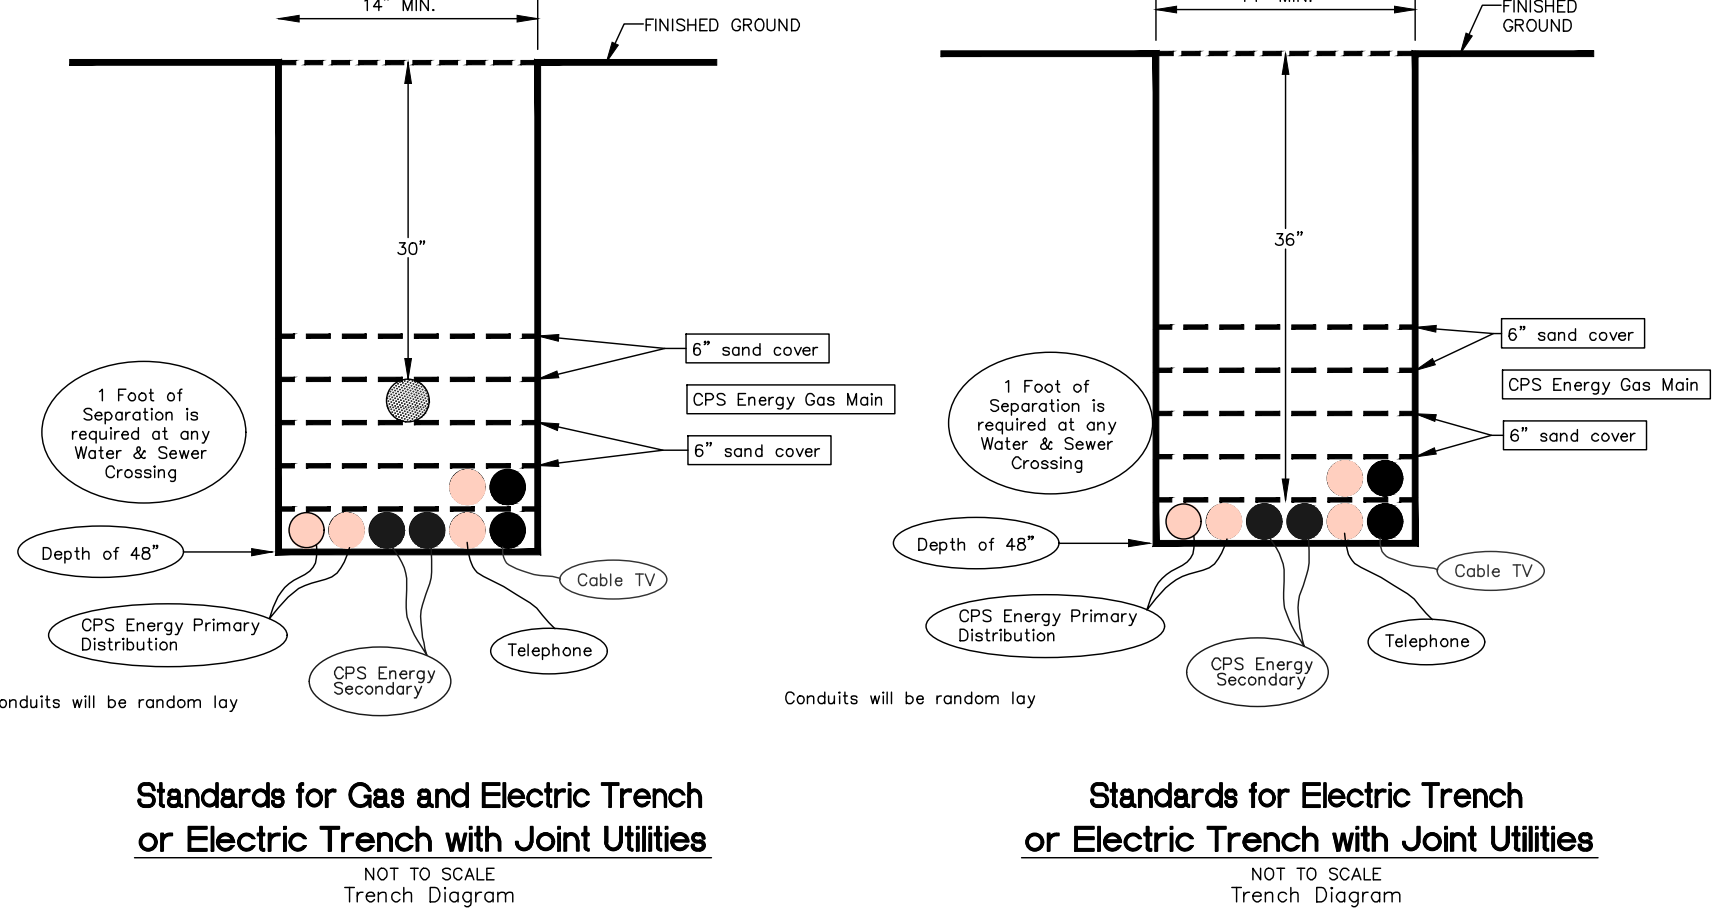 14" MIN.
FINISHED GROUND
30"
6" sand cover
CPS Energy Gas Main
6" sand cover
1 Foot of
Separation is
required at any
Water & Sewer
Crossing
Depth of 48"
Cable TV
CPS Energy Primary
Distribution
CPS Energy
Secondary
Telephone
onduits will be random lay
Standards for Gas and Electric Trench
or Electric Trench with Joint Utilities
NOT TO SCALE
Trench Diagram
MIN.
FINISHED
GROUND
36"
6" sand cover
CPS Energy Gas Main
6" sand cover
1 Foot of
Separation is
required at any
Water & Sewer
Crossing
Depth of 48"
Cable TV
CPS Energy Primary
Distribution
CPS Energy
Secondary
Telephone
Conduits will be random lay
Standards for Electric Trench
or Electric Trench with Joint Utilities
NOT TO SCALE
Trench Diagram